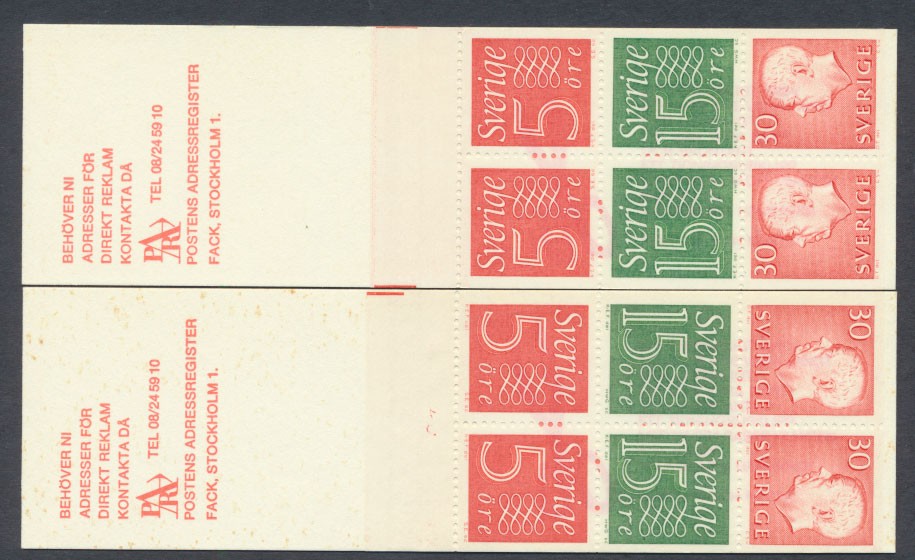 BEHÖVER NI
ADRESSER FÖR
DIREKT REKLAM
KONTAKTA DÅ
PAR TEL 08/24 59 10
POSTENS ADRESSREGISTER
FACK, STOCKHOLM 1.
Sverige
5 öre
Sverige
15 öre
30
SVERIGE
Sverige
5 öre
Sverige
15 öre
30
SVERIGE
BEHÖVER NI
ADRESSER FÖR
DIREKT REKLAM
KONTAKTA DÅ
PAR TEL 08/24 59 10
POSTENS ADRESSREGISTER
FACK, STOCKHOLM 1.
Sverige
5 öre
Sverige
15 öre
30
SVERIGE
Sverige
5 öre
Sverige
15 öre
30
SVERIGE